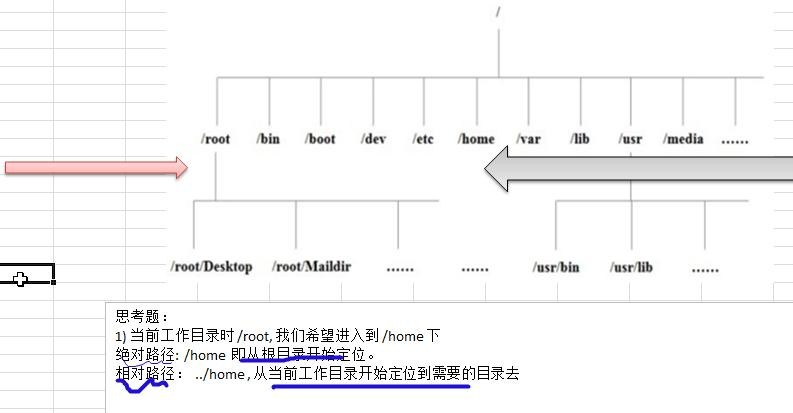 /
/root /bin /boot /dev /etc /home /var /lib /usr /media ……
/root/Desktop /root/Maildir …… …… /usr/bin /usr/lib ……
思考题：
1) 当前工作目录时 /root, 我们希望进入到 /home 下
绝对路径: /home 即从根目录开始定位。
相对路径： ../home , 从当前工作目录开始定位到需要的目录去